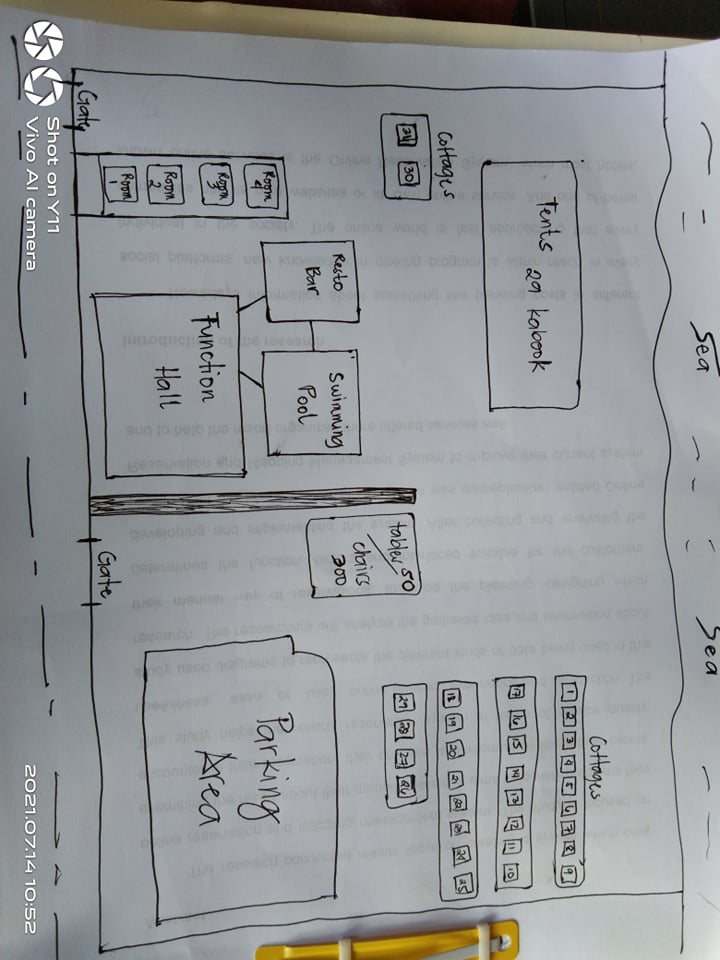 Sea
Sea
Cottages
1 2 3 4 5 6 7 8 9
17 16 15 14 13 12 11 10
18 19 20 21 22 23 24 25
29 28 27 26
Tents 29 kabook
Cottages
31 30
tables 50
chairs
300
Resto
Bar
Swimming
Pool
Function
Hall
Room
4
Room
3
Room
2
Room
1
Parking
Area
Gate
Gate
Shot on Y11
Vivo AI camera
2021.07.14 10:52